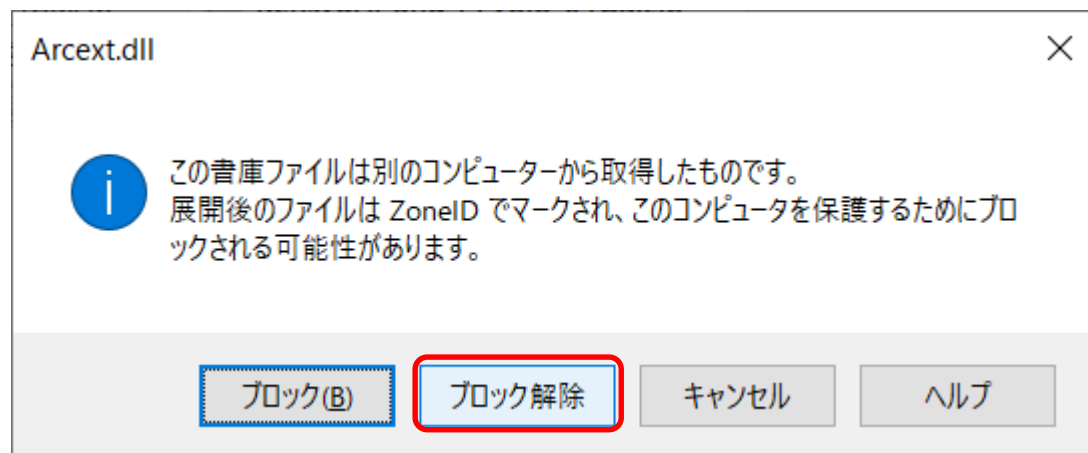 Arcext.dll
この書庫ファイルは別のコンピューターから取得したものです。
展開後のファイルは ZoneID でマークされ、このコンピュータを保護するためにブロ
ックされる可能性があります。
ブロック(B)
ブロック解除
キャンセル
ヘルプ